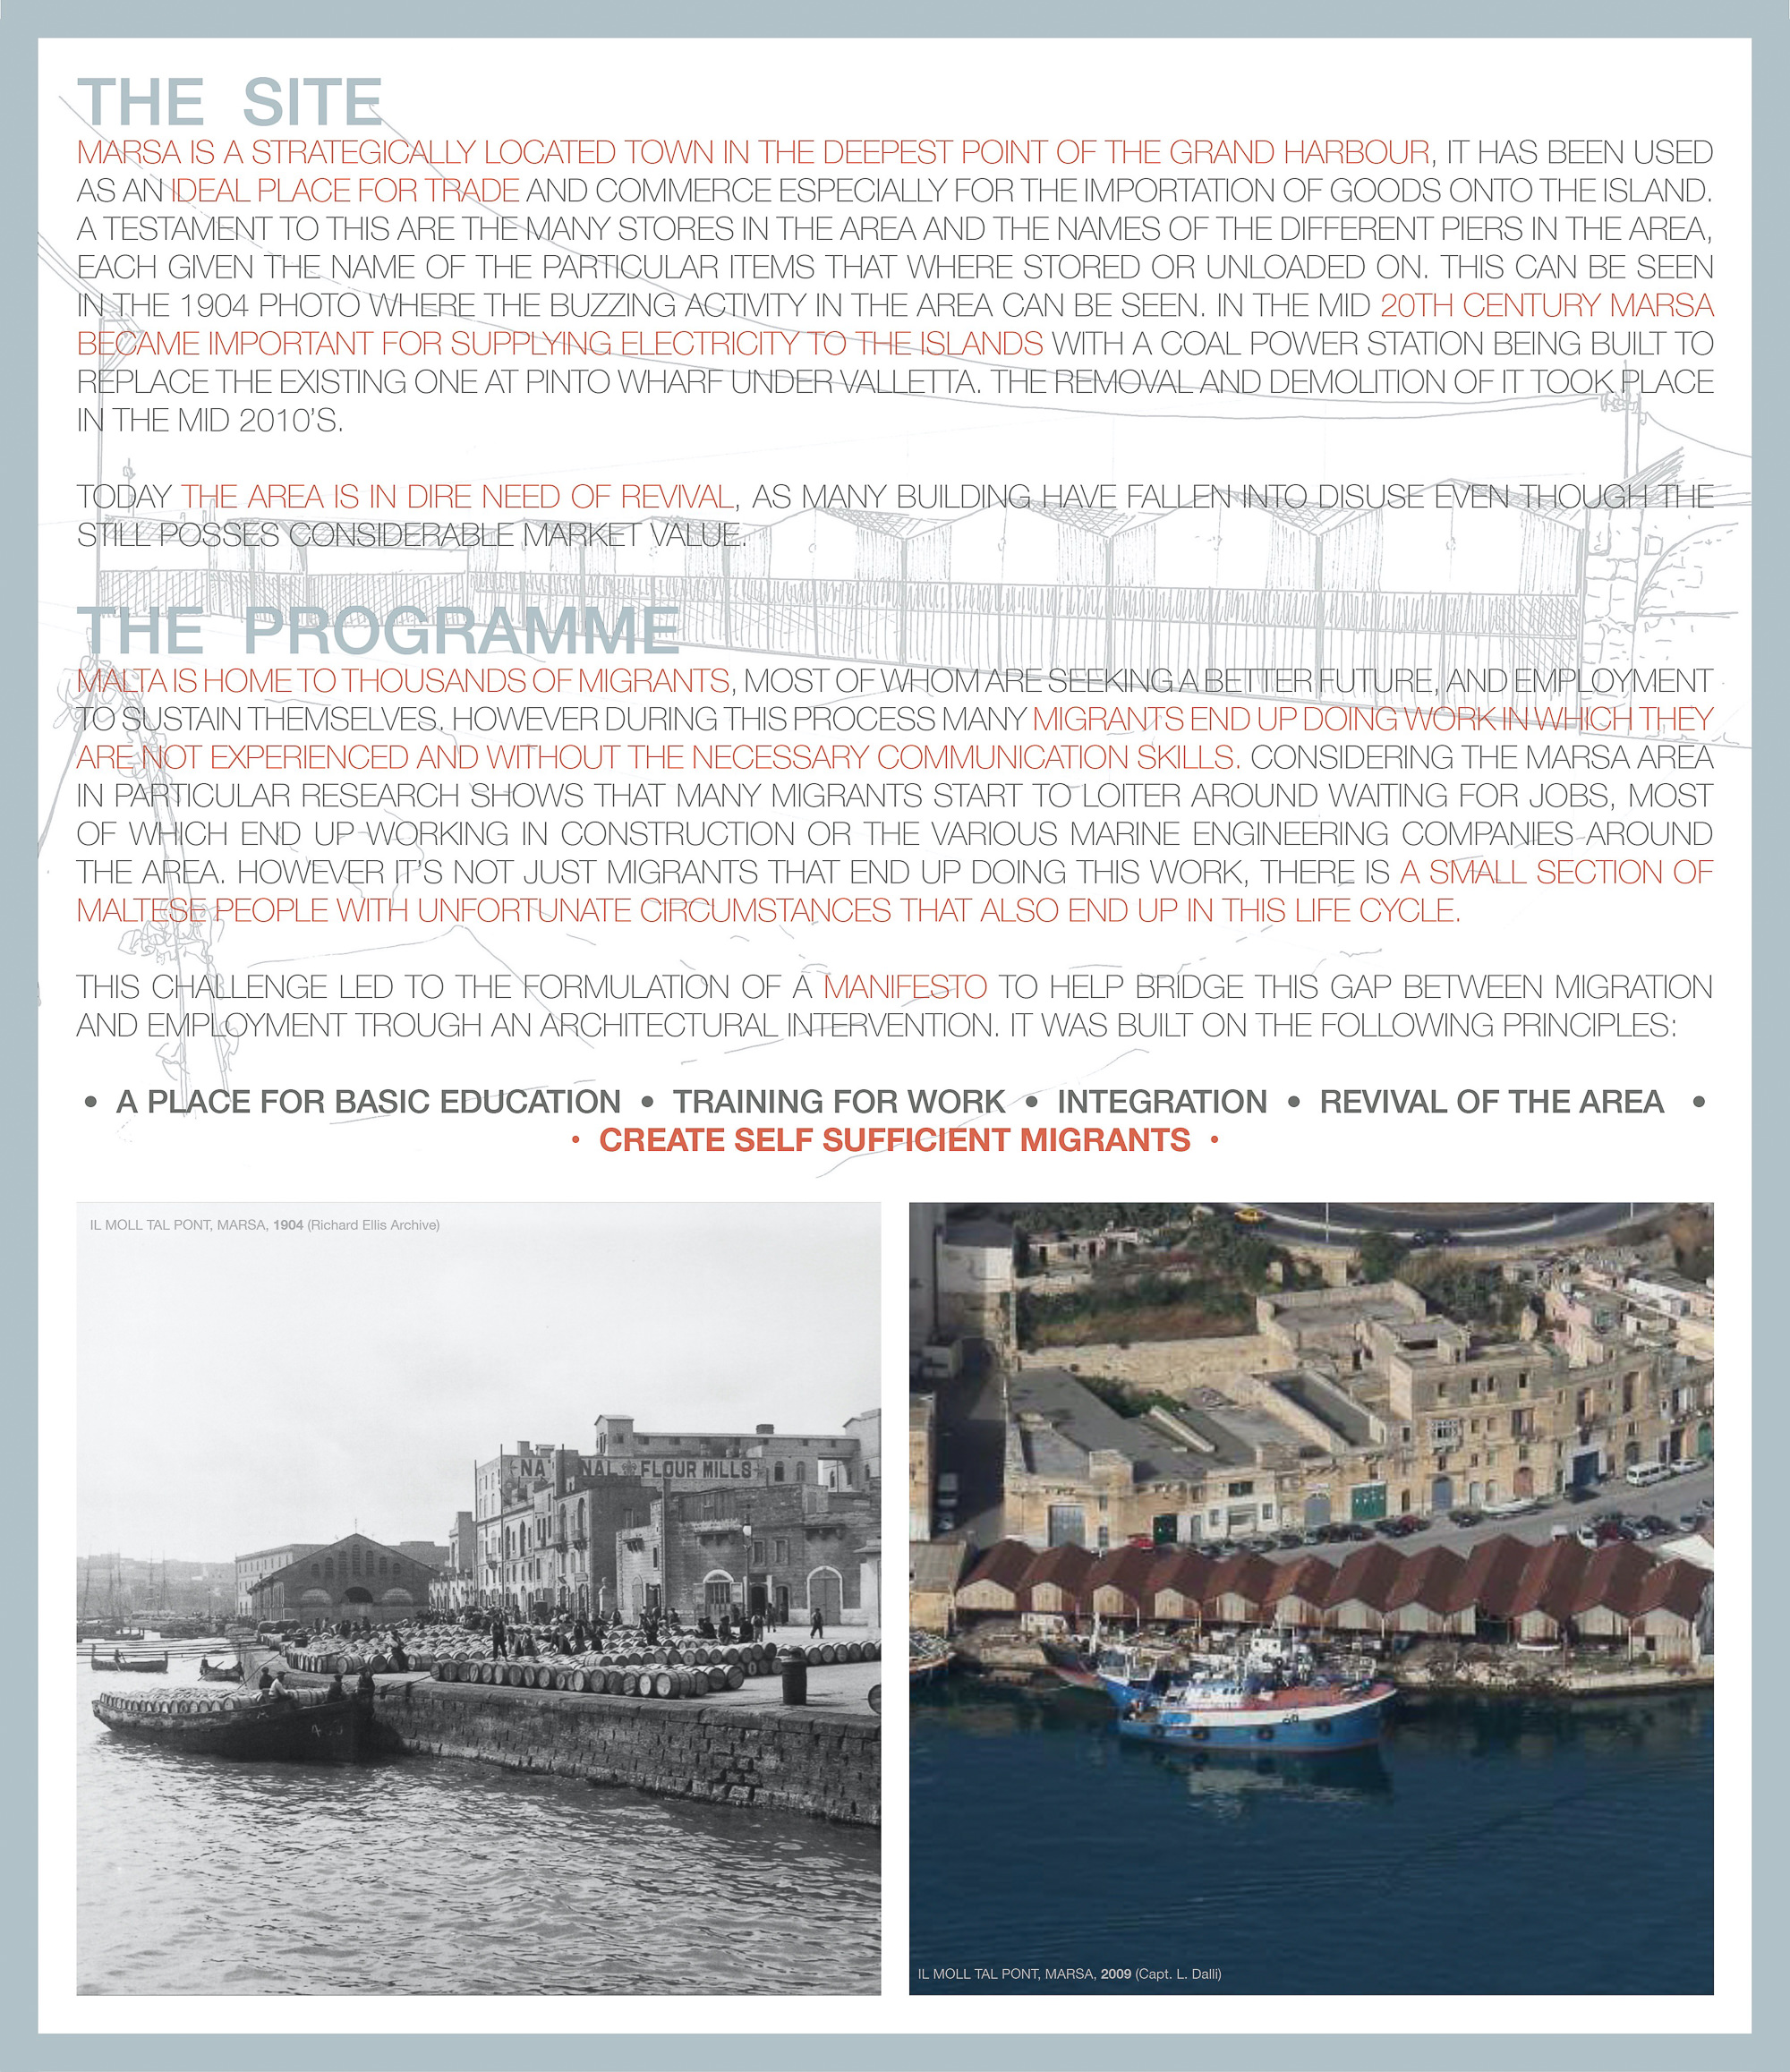 THE SITE
MARSA IS A STRATEGICALLY LOCATED TOWN IN THE DEEPEST POINT OF THE GRAND HARBOUR, IT HAS BEEN USED
AS AN IDEAL PLACE FOR TRADE AND COMMERCE ESPECIALLY FOR THE IMPORTATION OF GOODS ONTO THE ISLAND.
A TESTAMENT TO THIS ARE THE MANY STORES IN THE AREA AND THE NAMES OF THE DIFFERENT PIERS IN THE AREA,
EACH GIVEN THE NAME OF THE PARTICULAR ITEMS THAT WHERE STORED OR UNLOADED ON. THIS CAN BE SEEN
IN THE 1904 PHOTO WHERE THE BUZZING ACTIVITY IN THE AREA CAN BE SEEN. IN THE MID 20TH CENTURY MARSA
BECAME IMPORTANT FOR SUPPLYING ELECTRICITY TO THE ISLANDS WITH A COAL POWER STATION BEING BUILT TO
REPLACE THE EXISTING ONE AT PINTO WHARF UNDER VALLETTA. THE REMOVAL AND DEMOLITION OF IT TOOK PLACE
IN THE MID 2010'S.
TODAY THE AREA IS IN DIRE NEED OF REVIVAL, AS MANY BUILDING HAVE FALLEN INTO DISUSE EVEN THOUGH THE
STILL POSSES CONSIDERABLE MARKET VALUE.
THE PROGRAMME
MALTA IS HOME TO THOUSANDS OF MIGRANTS, MOST OF WHOM ARE SEEKING A BETTER FUTURE, AND EMPLOYMENT
TO SUSTAIN THEMSELVES. HOWEVER DURING THIS PROCESS MANY MIGRANTS END UP DOING WORK IN WHICH THEY
ARE NOT EXPERIENCED AND WITHOUT THE NECESSARY COMMUNICATION SKILLS. CONSIDERING THE MARSA AREA
IN PARTICULAR RESEARCH SHOWS THAT MANY MIGRANTS START TO LOITER AROUND WAITING FOR JOBS, MOST
OF WHICH END UP WORKING IN CONSTRUCTION OR THE VARIOUS MARINE ENGINEERING COMPANIES AROUND
THE AREA. HOWEVER IT'S NOT JUST MIGRANTS THAT END UP DOING THIS WORK, THERE IS A SMALL SECTION OF
MALTESE PEOPLE WITH UNFORTUNATE CIRCUMSTANCES THAT ALSO END UP IN THIS LIFE CYCLE.
THIS CHALLENGE LED TO THE FORMULATION OF A MANIFESTO TO HELP BRIDGE THIS GAP BETWEEN MIGRATION
AND EMPLOYMENT TROUGH AN ARCHITECTURAL INTERVENTION. IT WAS BUILT ON THE FOLLOWING PRINCIPLES:
• A PLACE FOR BASIC EDUCATION • TRAINING FOR WORK • INTEGRATION • REVIVAL OF THE AREA •
• CREATE SELF SUFFICIENT MIGRANTS •
IL MOLL TAL PONT, MARSA, 1904 (Richard Ellis Archive)
FLOUR MILLS
IL MOLL TAL PONT, MARSA, 2009 (Capt. L. Dalli)